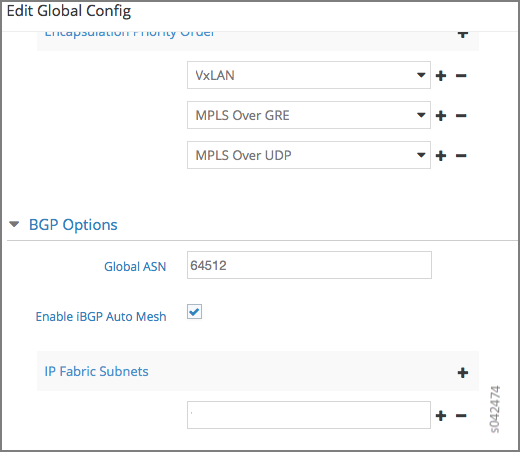 Edit Global Config
Encapsulation Priority Order
VxLAN
MPLS Over GRE
MPLS Over UDP
BGP Options
Global ASN
64512
Enable iBGP Auto Mesh
IP Fabric Subnets
s042474